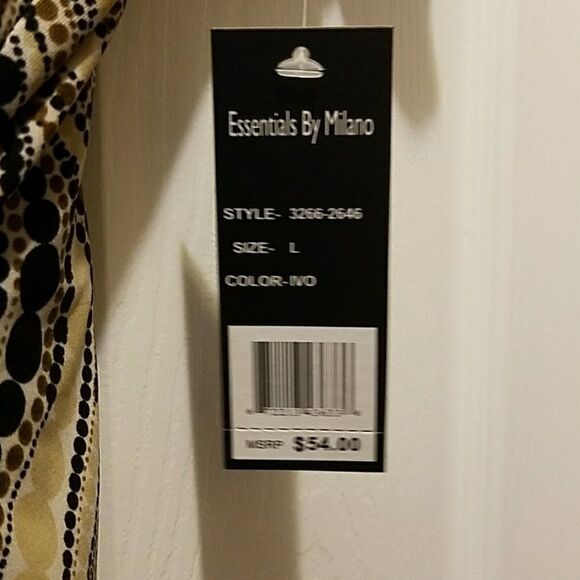 Essentials By Milano
STYLE- 3266-2646
SIZE- L
COLOR-IVO
MSRP $54.00